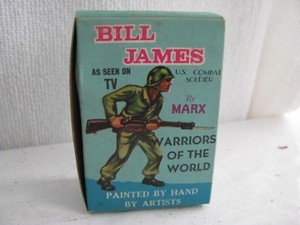 BILL
JAMES
AS SEEN ON
TV
U.S. COMBAT
SOLDIER
By
MARX
WARRIORS
OF THE
WORLD
PAINTED BY HAND
BY ARTISTS